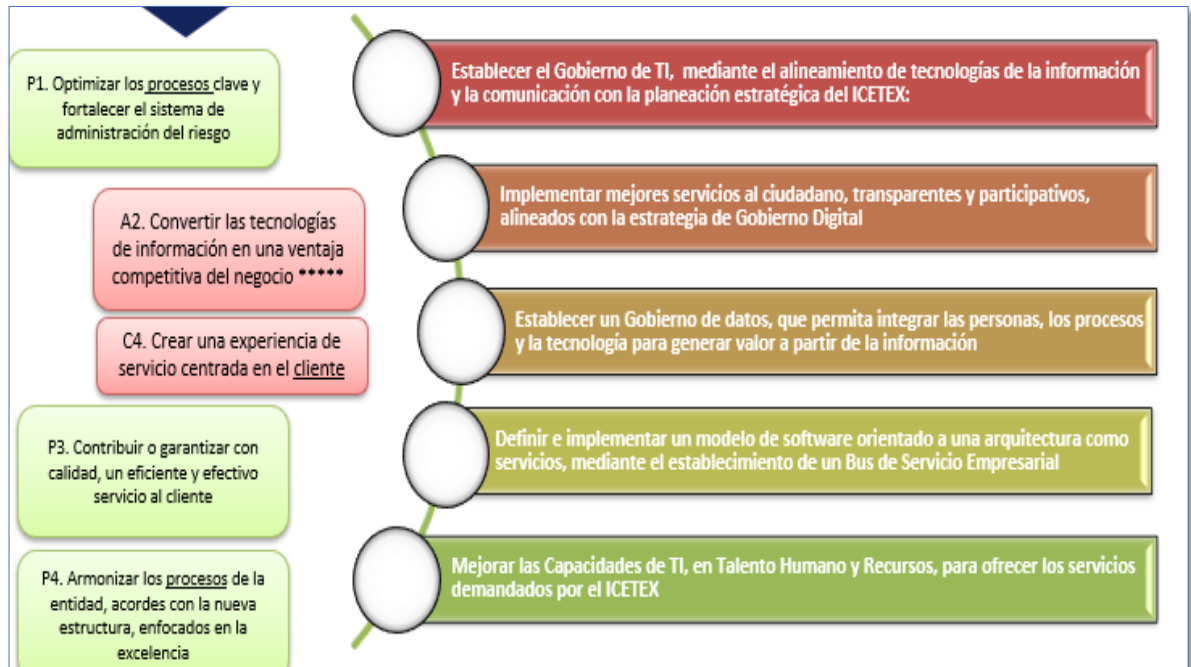 P1. Optimizar los procesos clave y
fortalecer el sistema de
administración del riesgo
A2. Convertir las tecnologías
de información en una ventaja
competitiva del negocio *****
C4. Crear una experiencia de
servicio centrada en el cliente
P3. Contribuir o garantizar con
calidad, un eficiente y efectivo
servicio al cliente
P4. Armonizar los procesos de la
entidad, acordes con la nueva
estructura, enfocados en la
excelencia
Establecer el Gobierno de TI, mediante el alineamiento de tecnologías de la información
y la comunicación con la planeación estratégica del ICETEX:
Implementar mejores servicios al ciudadano, transparentes y participativos,
alineados con la estrategia de Gobierno Digital
Establecer un Gobierno de datos, que permita integrar las personas, los procesos
y la tecnología para generar valor a partir de la información
Definir e implementar un modelo de software orientado a una arquitectura como
servicios, mediante el establecimiento de un Bus de Servicio Empresarial
Mejorar las Capacidades de TI, en Talento Humano y Recursos, para ofrecer los servicios
demandados por el ICETEX